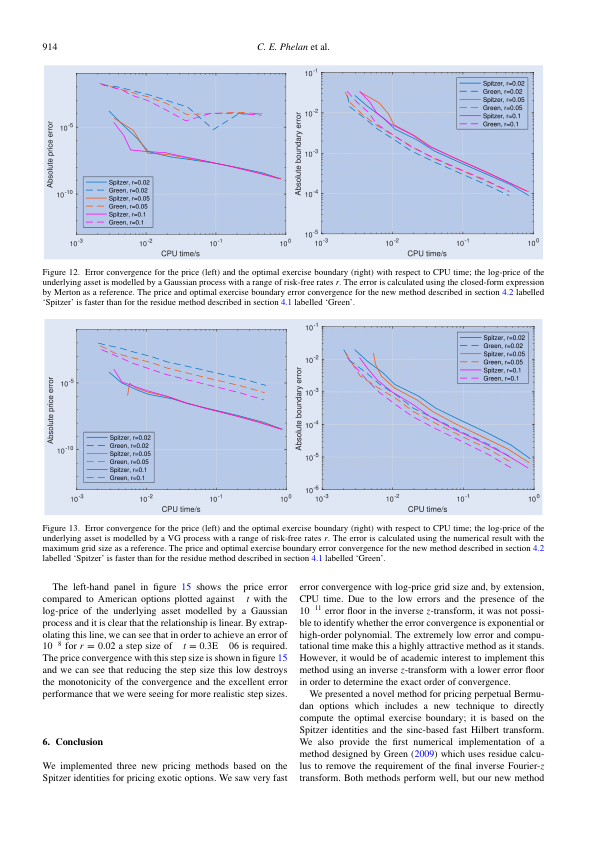 914
C. E. Phelan et al.
Absolute price error
10-5
10-10
Spitzer, r=0.02
Green, r=0.02
Spitzer, r=0.05
Green, r=0.05
Spitzer, r=0.1
Green, r=0.1
10-3 10-2 10-1 100
CPU time/s
Absolute boundary error
10-1
10-2
10-3
10-4
10-5
Spitzer, r=0.02
Green, r=0.02
Spitzer, r=0.05
Green, r=0.05
Spitzer, r=0.1
Green, r=0.1
10-3 10-2 10-1 100
CPU time/s
Figure 12. Error convergence for the price (left) and the optimal exercise boundary (right) with respect to CPU time; the log-price of the
underlying asset is modelled by a Gaussian process with a range of risk-free rates r. The error is calculated using the closed-form expression
by Merton as a reference. The price and optimal exercise boundary error convergence for the new method described in section 4.2 labelled
‘Spitzer’ is faster than for the residue method described in section 4.1 labelled ‘Green’.
Absolute price error
10-5
10-10
Spitzer, r=0.02
Green, r=0.02
Spitzer, r=0.05
Green, r=0.05
Spitzer, r=0.1
Green, r=0.1
10-3 10-2 10-1 100
CPU time/s
Absolute boundary error
10-1
10-2
10-3
10-4
10-5
10-6
Spitzer, r=0.02
Green, r=0.02
Spitzer, r=0.05
Green, r=0.05
Spitzer, r=0.1
Green, r=0.1
10-3 10-2 10-1 100
CPU time/s
Figure 13. Error convergence for the price (left) and the optimal exercise boundary (right) with respect to CPU time; the log-price of the
underlying asset is modelled by a VG process with a range of risk-free rates r. The error is calculated using the numerical result with the
maximum grid size as a reference. The price and optimal exercise boundary error convergence for the new method described in section 4.2
labelled ‘Spitzer’ is faster than for the residue method described in section 4.1 labelled ‘Green’.
The left-hand panel in figure 15 shows the price error
compared to American options plotted against t with the
log-price of the underlying asset modelled by a Gaussian
process and it is clear that the relationship is linear. By extrap-
olating this line, we can see that in order to achieve an error of
10 8 for r = 0.02 a step size of t = 0.3E 06 is required.
The price convergence with this step size is shown in figure 15
and we can see that reducing the step size this low destroys
the monotonicity of the convergence and the excellent error
performance that we were seeing for more realistic step sizes.
6. Conclusion
We implemented three new pricing methods based on the
Spitzer identities for pricing exotic options. We saw very fast
error convergence with log-price grid size and, by extension,
CPU time. Due to the low errors and the presence of the
10 11 error floor in the inverse z-transform, it was not possi-
ble to identify whether the error convergence is exponential or
high-order polynomial. The extremely low error and compu-
tational time make this a highly attractive method as it stands.
However, it would be of academic interest to implement this
method using an inverse z-transform with a lower error floor
in order to determine the exact order of convergence.
We presented a novel method for pricing perpetual Bermu-
dan options which includes a new technique to directly
compute the optimal exercise boundary; it is based on the
Spitzer identities and the sinc-based fast Hilbert transform.
We also provide the first numerical implementation of a
method designed by Green (2009) which uses residue calcu-
lus to remove the requirement of the final inverse Fourier-z
transform. Both methods perform well, but our new method